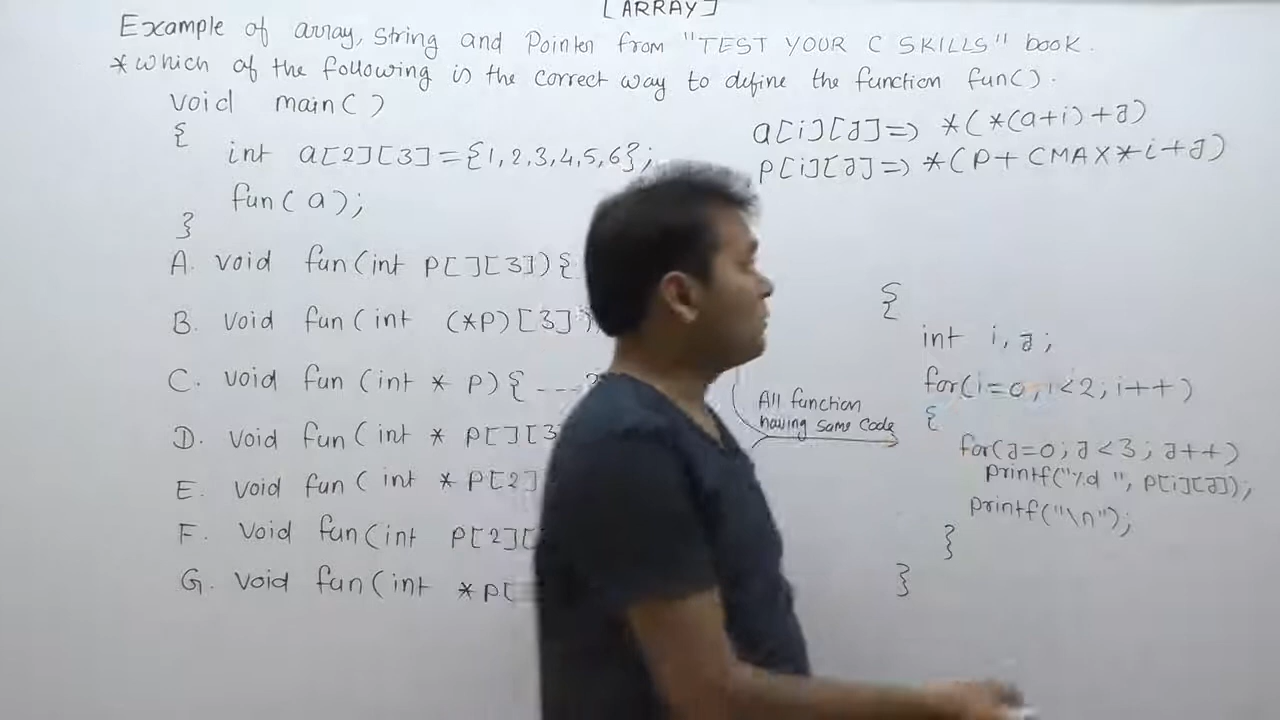 [ARRAY]
Example of array, string and Pointer from "TEST YOUR C SKILLS" book.
*which of the following is the correct way to define the function fun().
void main()
{
int a[2][3]={1,2,3,4,5,6};
fun(a);
}
a[i][j]=> *(*(a+i)+j)
p[i][j]=> *(P+CMAX*i+j)
A. void fun(int P[][3]){
B. void fun(int (*P)[3]
C. void fun (int * p){ ---
D. void fun (int * P[][3
E. void fun (int * P[2]
F. void fun(int P[2][
G. void fun(int *P[
All function
having same code
{
int i,j;
for(i=0;i<2;i++)
{
for(j=0;j<3;j++)
printf("%d ", p[i][j]);
printf("\n");
}
}